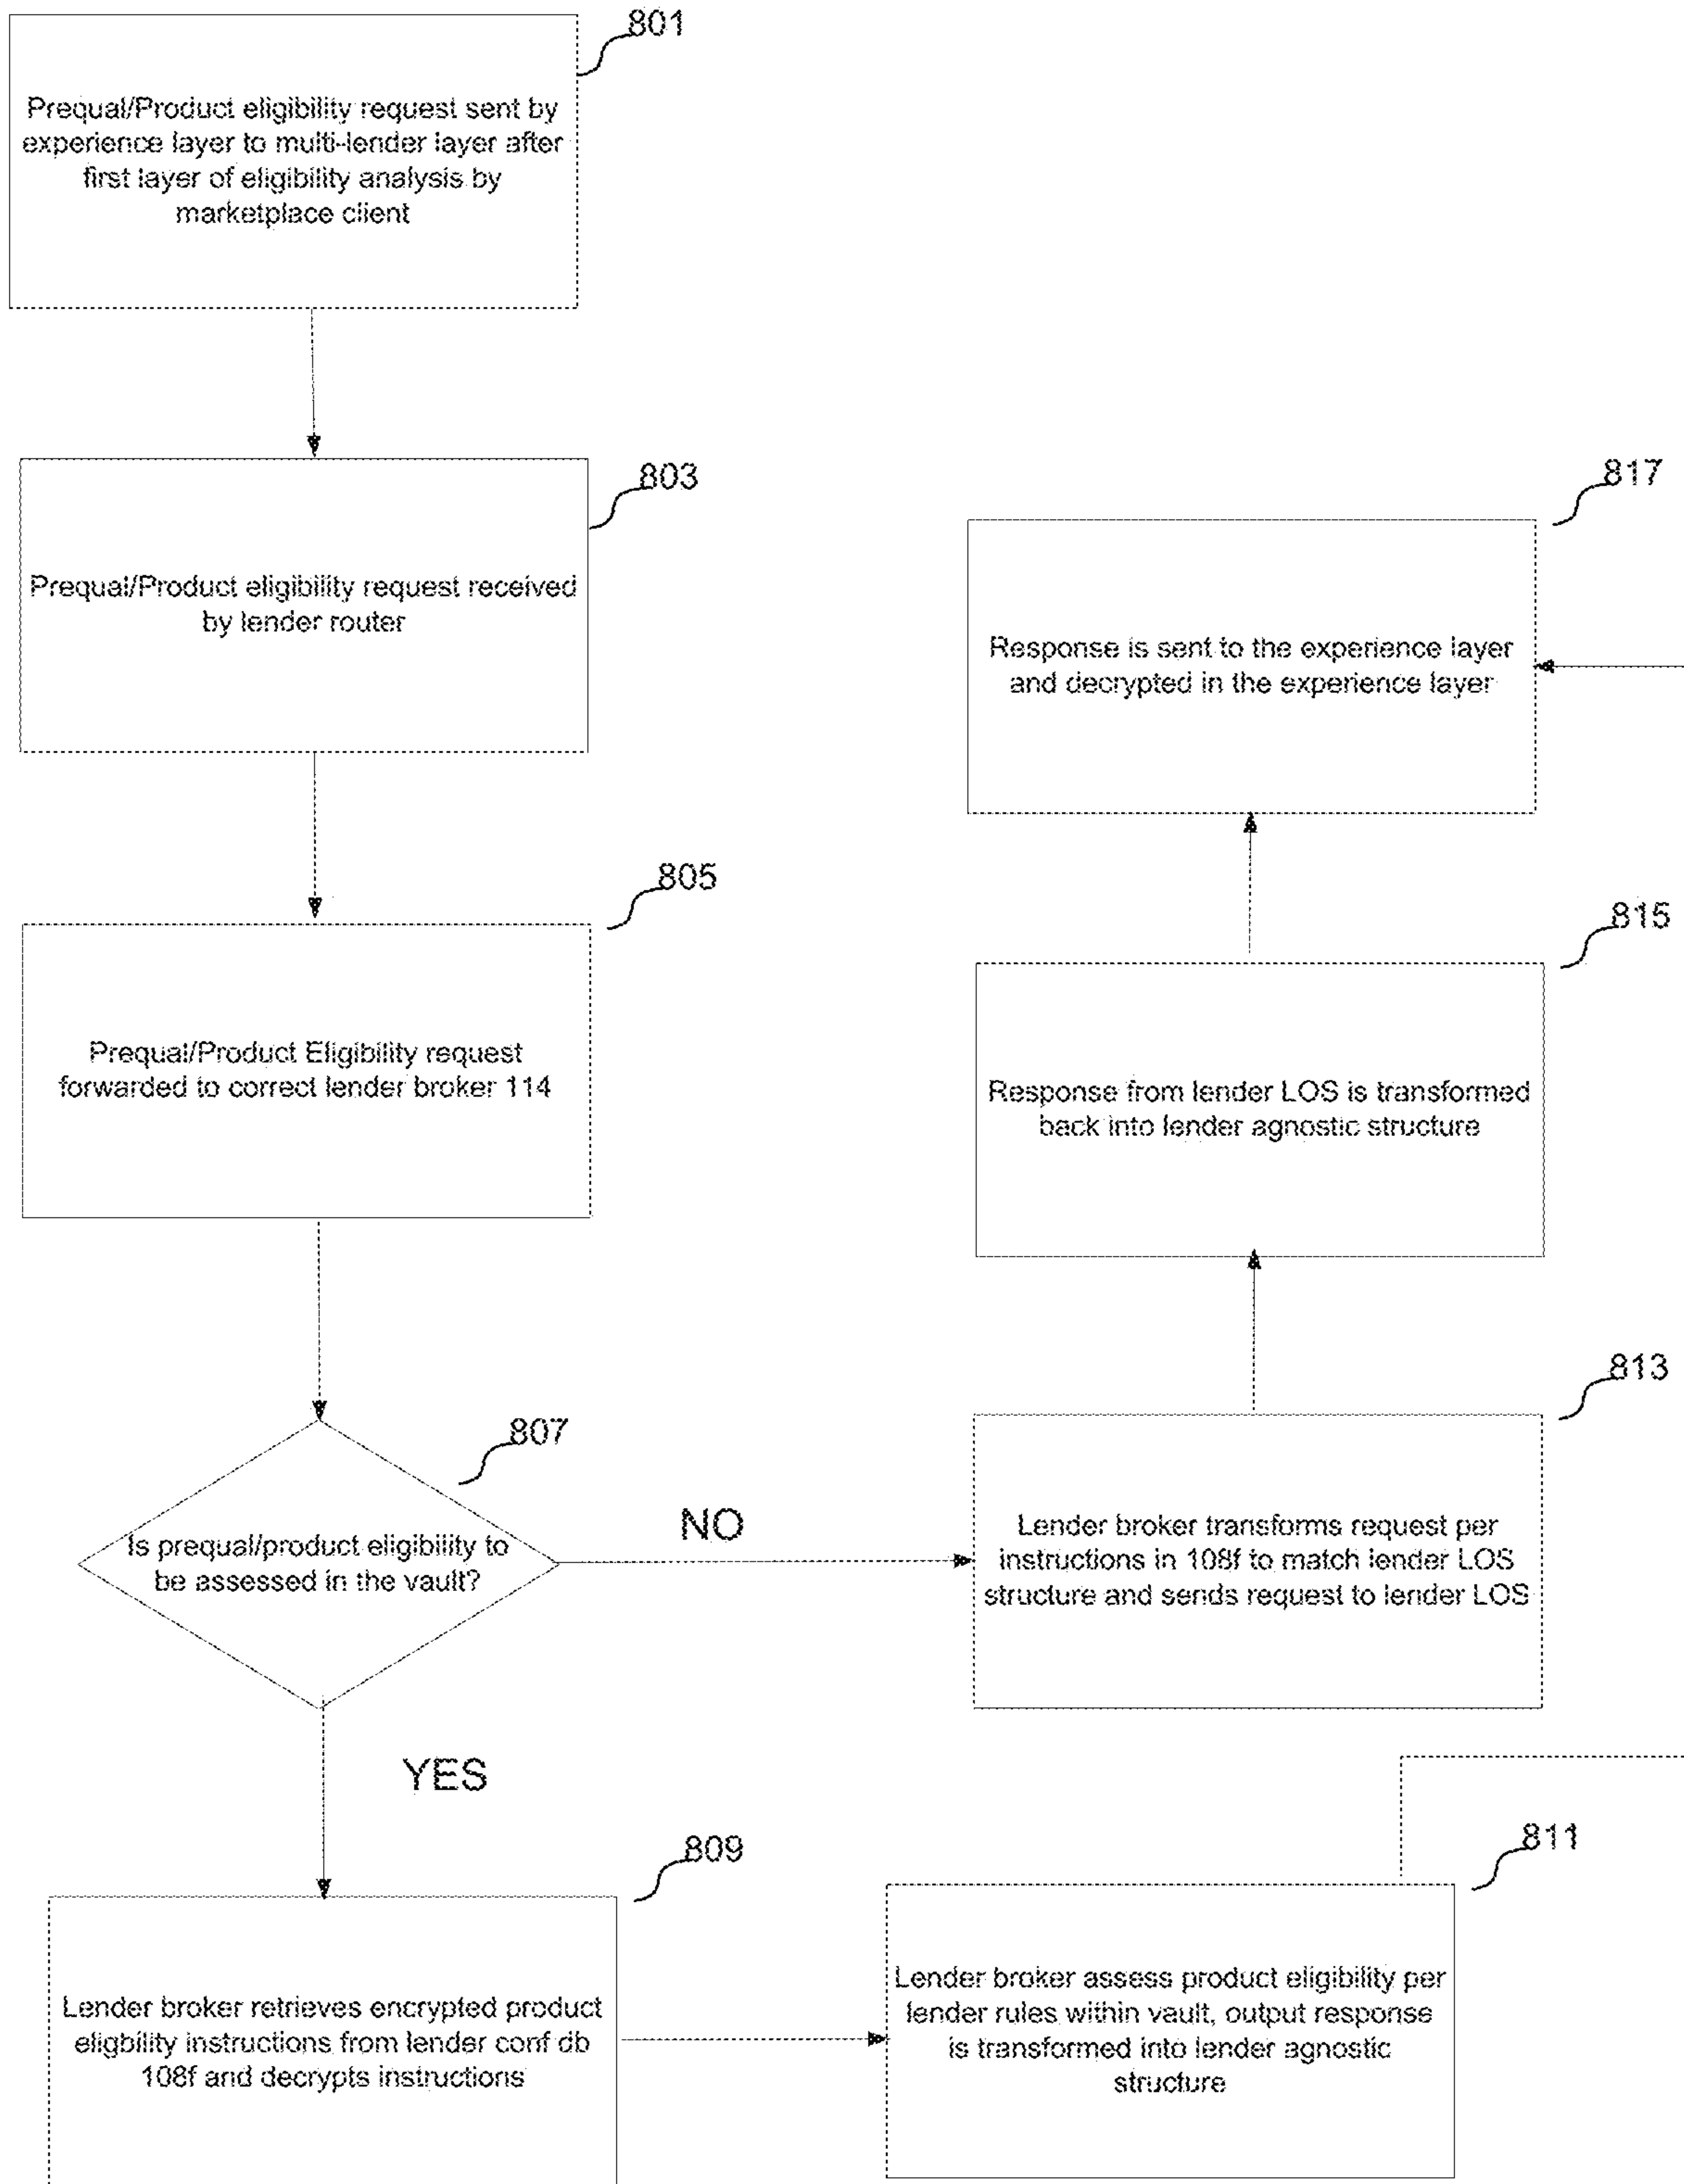 801
Prequal/Product eligibility request sent by
experience layer to multi-lender layer after
first layer of eligibility analysis by
marketplace client
803
Prequal/Product eligibility request received
by lender router
805
Prequal/Product Eligibility request
forwarded to correct lender broker 114
807
Is prequal/product eligibility to
be assessed in the vault?
NO
YES
809
Lender broker retrieves encrypted product
eligbility instructions from lender conf db
108f and decrypts instructions
811
Lender broker assess product eligibility per
lender rules within vault, output response
is transformed into lender agnostic
structure
813
Lender broker transforms request per
instructions in 108f to match lender LOS
structure and sends request to lender LOS
815
Response from lender LOS is transformed
back into lender agnostic structure
817
Response is sent to the experience layer
and decrypted in the experience layer